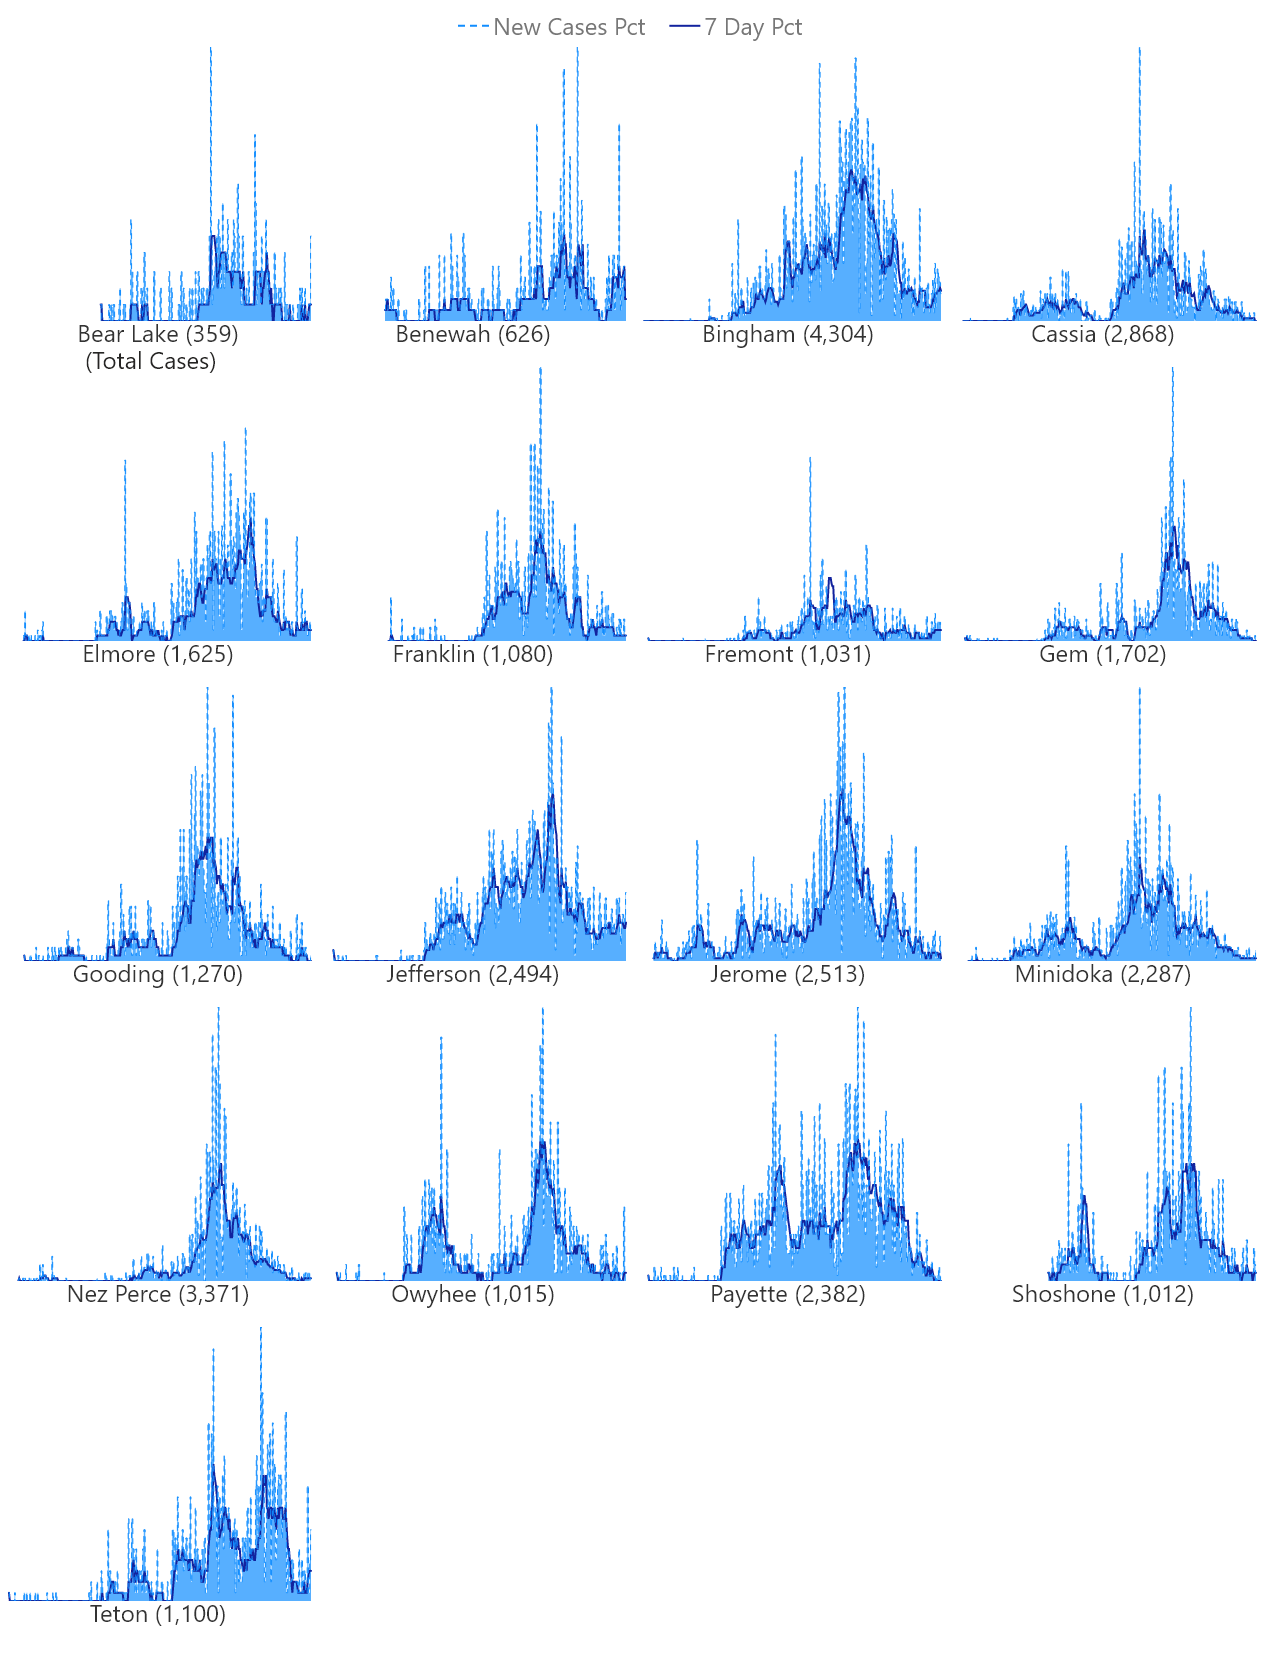 New Cases Pct 7 Day Pct
Bear Lake (359) Benewah (626) Bingham (4,304) Cassia (2,868)
(Total Cases)
Elmore (1,625) Franklin (1,080) Fremont (1,031) Gem (1,702)
Gooding (1,270) Jefferson (2,494) Jerome (2,513) Minidoka (2,287)
Nez Perce (3,371) Owyhee (1,015) Payette (2,382) Shoshone (1,012)
Teton (1,100)